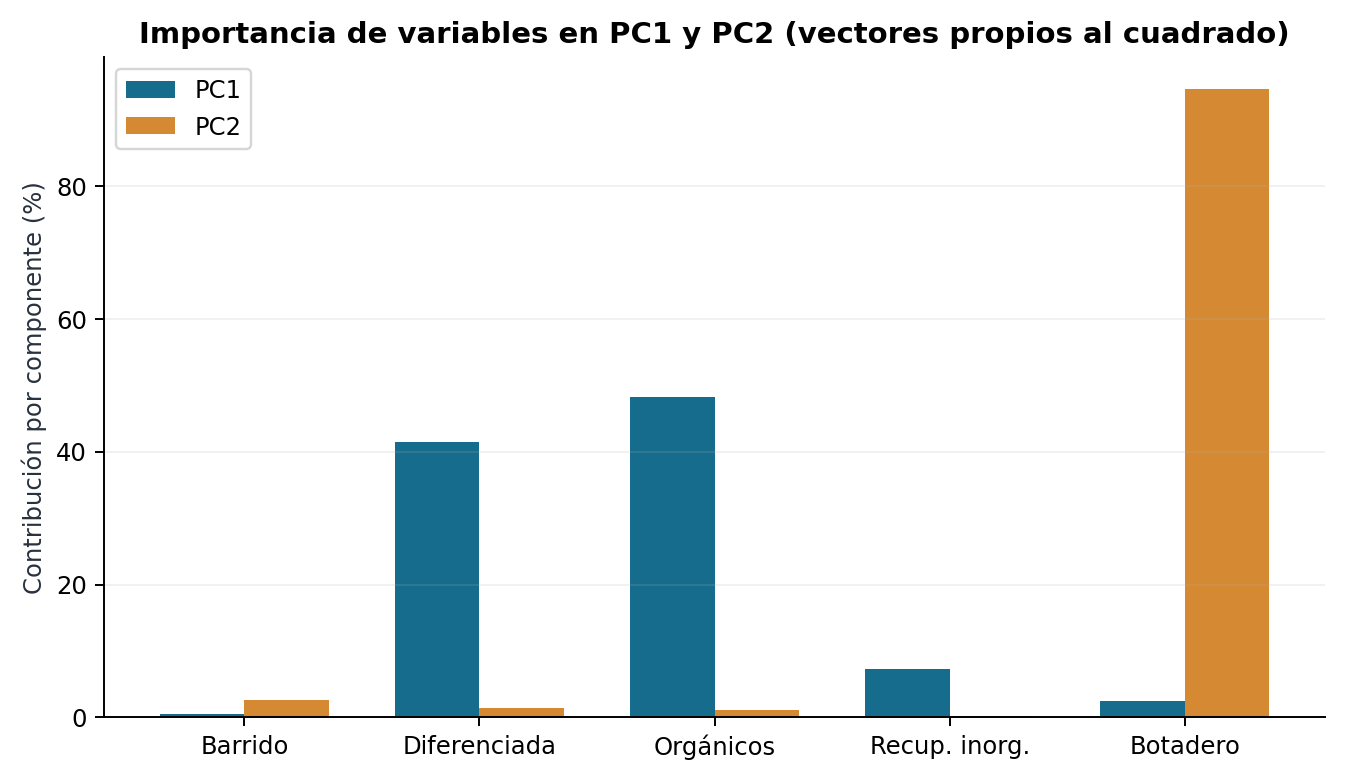 Importancia de variables en PC1 y PC2 (vectores propios al cuadrado)
PC1
PC2
Contribución por componente (%)
80
60
40
20
0
Barrido
Diferenciada
Orgánicos
Recup. inorg.
Botadero